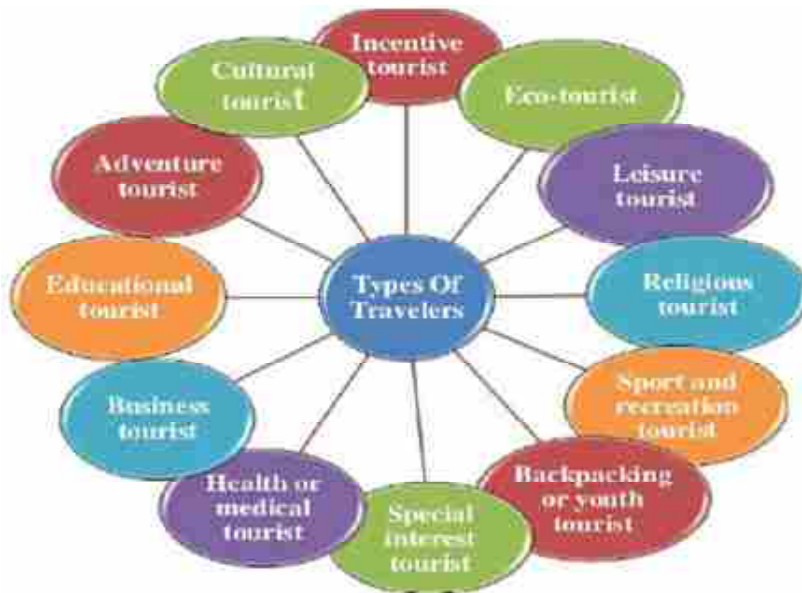 Incentive
tourist
Eco-tourist
Leisure
tourist
Religious
tourist
Sport and
recreation
tourist
Backpacking
or youth
tourist
Special
interest
tourist
Health or
medical
tourist
Business
tourist
Educational
tourist
Adventure
tourist
Cultural
tourist
Types Of
Travelers